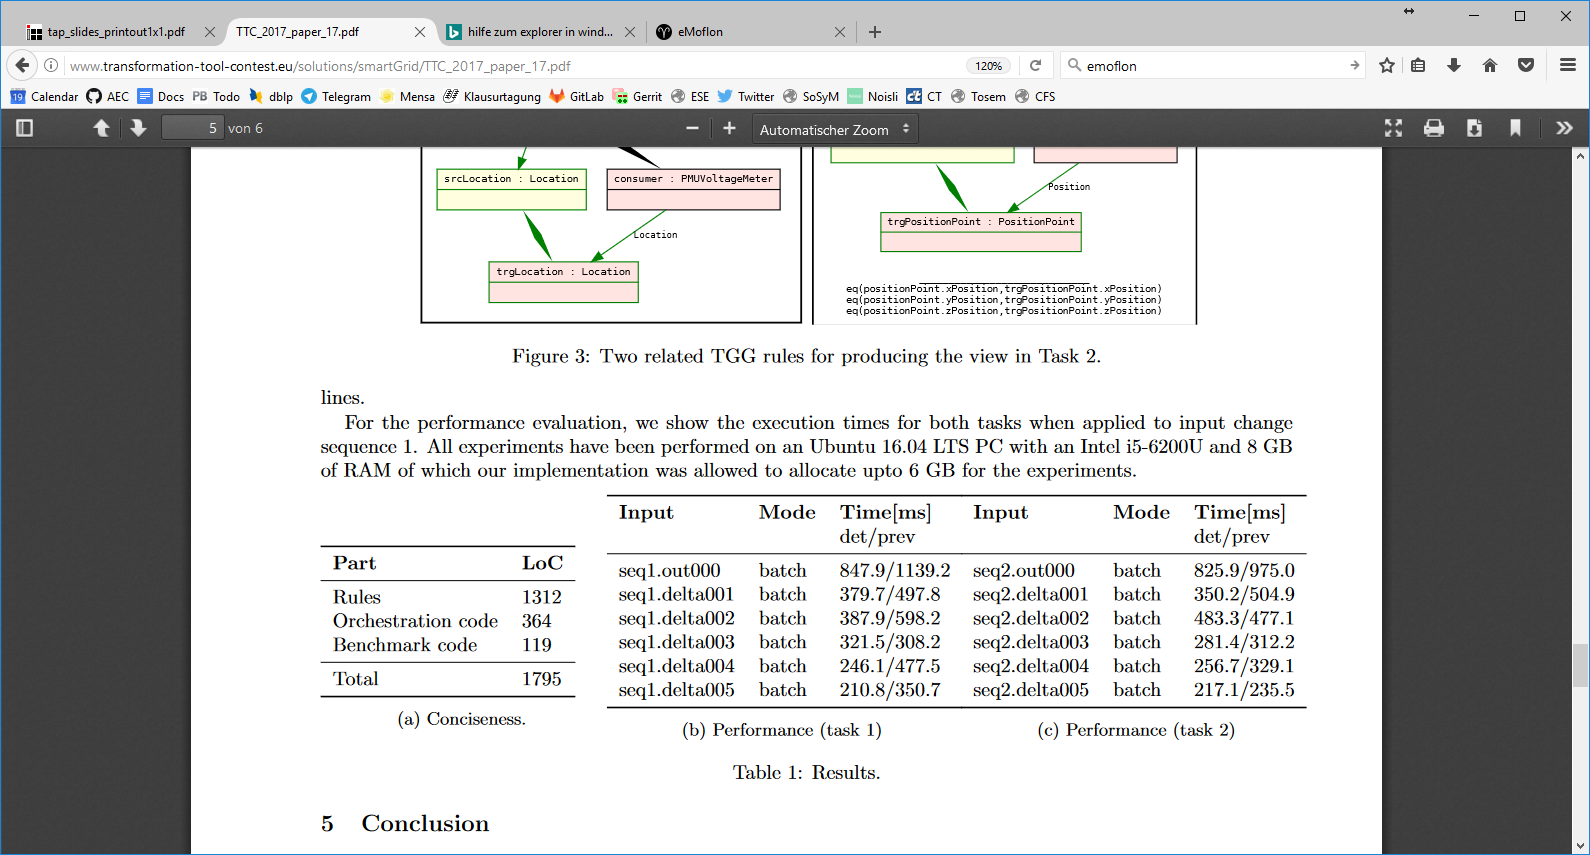 tap_slides_printout1x1.pdf
TTC_2017_paper_17.pdf
hilfe zum explorer in wind...
eMoflon
www.transformation-tool-contest.eu/solutions/smartGrid/TTC_2017_paper_17.pdf
120%
emoflon
19 Calendar AEC Docs PB Todo dblp Telegram Mensa Klausurtagung GitLab Gerrit ESE Twitter SoSyM Noisli CT Tosem CFS
5 von 6
Automatischer Zoom
srcLocation : Location
consumer : PMUVoltageMeter
Location
trgLocation : Location
Position
trgPositionPoint : PositionPoint
eq(positionPoint.xPosition,trgPositionPoint.xPosition)
eq(positionPoint.yPosition,trgPositionPoint.yPosition)
eq(positionPoint.zPosition,trgPositionPoint.zPosition)
Figure 3: Two related TGG rules for producing the view in Task 2.
lines.
For the performance evaluation, we show the execution times for both tasks when applied to input change
sequence 1. All experiments have been performed on an Ubuntu 16.04 LTS PC with an Intel i5-6200U and 8 GB
of RAM of which our implementation was allowed to allocate upto 6 GB for the experiments.
Part LoC
Rules 1312
Orchestration code 364
Benchmark code 119
Total 1795
(a) Conciseness.
Input Mode Time[ms] Input Mode Time[ms]
det/prev det/prev
seq1.out000 batch 847.9/1139.2 seq2.out000 batch 825.9/975.0
seq1.delta001 batch 379.7/497.8 seq2.delta001 batch 350.2/504.9
seq1.delta002 batch 387.9/598.2 seq2.delta002 batch 483.3/477.1
seq1.delta003 batch 321.5/308.2 seq2.delta003 batch 281.4/312.2
seq1.delta004 batch 246.1/477.5 seq2.delta004 batch 256.7/329.1
seq1.delta005 batch 210.8/350.7 seq2.delta005 batch 217.1/235.5
(b) Performance (task 1) (c) Performance (task 2)
Table 1: Results.
5 Conclusion